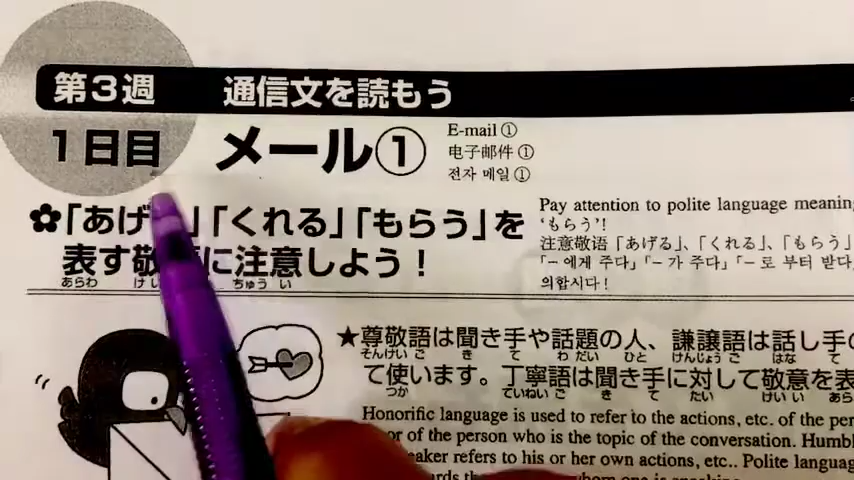 第3週 通信文を読もう
1日目 メール①
E-mail ①
电子邮件 ①
전자 메일 ①
✿「あげ」「くれる」「もらう」を
表す敬に注意しよう！
あらわ けい ちゅう い
Pay attention to polite language meaning
‘もらう’!
注意敬语「あげる」、「くれる」、「もらう」
「- 에게 주다」「- 가 주다」「- 로 부터 받다
의합시다!
★尊敬語は聞き手や話題の人、謙譲語は話し手の
そんけい ご き て わ だい ひと けんじょう ご はな て
て使います。丁寧語は聞き手に対して敬意を表
つか ていねい ご き て たい けい い あら
Honorific language is used to refer to the actions, etc. of the per
or of the person who is the topic of the conversation. Humb
eaker refers to his or her own actions, etc.. Polite languag
whom one is speaking